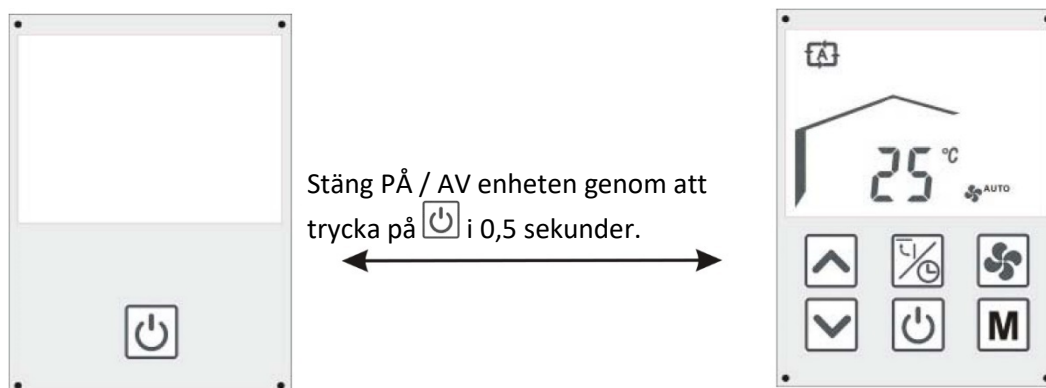 Stäng PÅ / AV enheten genom att
trycka på i 0,5 sekunder.
A
25 °C
AUTO
M